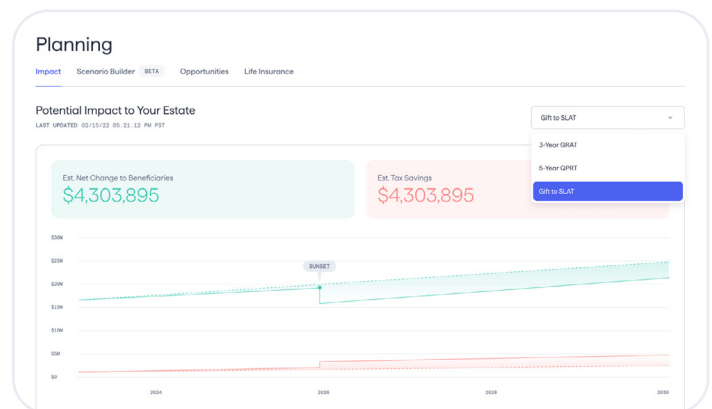 Planning
Impact Scenario Builder BETA Opportunities Life Insurance
Potential Impact to Your Estate
LAST UPDATED 02/15/22 05:21:12 PM PST
Gift to SLAT
3-Year GRAT
5-Year QPRT
Gift to SLAT
Est. Net Change to Beneficiaries
$4,303,895
Est. Tax Savings
$4,303,895
$30M
$25M
$20M
$15M
$10M
$5M
$0
SUNSET
2024 2026 2028 2030